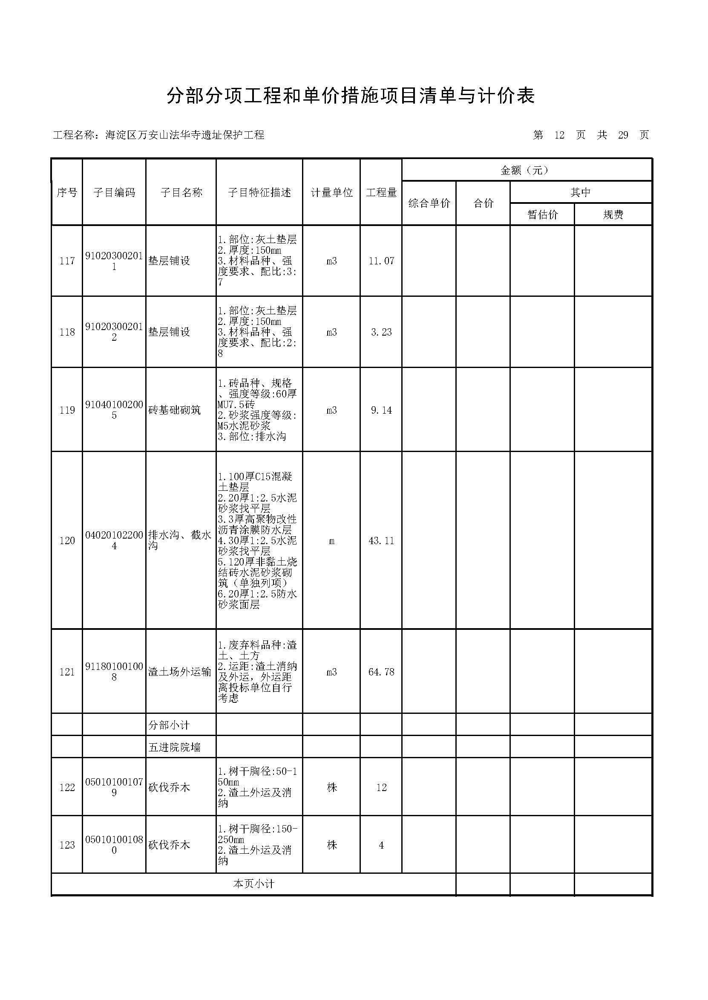 分部分项工程和单价措施项目清单与计价表
工程名称：海淀区万安山法华寺遗址保护工程
第 12 页 共 29 页
序号 子目编码 子目名称 子目特征描述 计量单位 工程量 金额（元）
综合单价 合价 其中
暂估价 规费
117
91020300201
1
垫层铺设
1.部位:灰土垫层
2.厚度:150mm
3.材料品种、强
度要求、配比:3:
7
m3
11.07
118
91020300201
2
垫层铺设
1.部位:灰土垫层
2.厚度:150mm
3.材料品种、强
度要求、配比:2:
8
m3
3.23
119
91040100200
5
砖基础砌筑
1.砖品种、规格
、强度等级:60厚
MU7.5砖
2.砂浆强度等级:
M5水泥砂浆
3.部位:排水沟
m3
9.14
120
04020102200
4
排水沟、截水
沟
1.100厚C15混凝
土垫层
2.20厚1:2.5水泥
砂浆找平层
3.3厚高聚物改性
沥青涂膜防水层
4.30厚1:2.5水泥
砂浆找平层
5.120厚非黏土烧
结砖水泥砂浆砌
筑（单独列项）
6.20厚1:2.5防水
砂浆面层
m
43.11
121
91180100100
8
渣土场外运输
1.废弃料品种:渣
土、土方
2.运距:渣土消纳
及外运，外运距
离投标单位自行
考虑
m3
64.78
分部小计
五进院院墙
122
05010100107
9
砍伐乔木
1.树干胸径:50-1
50mm
2.渣土外运及消
纳
株
12
123
05010100108
0
砍伐乔木
1.树干胸径:150-
250mm
2.渣土外运及消
纳
株
4
本页小计